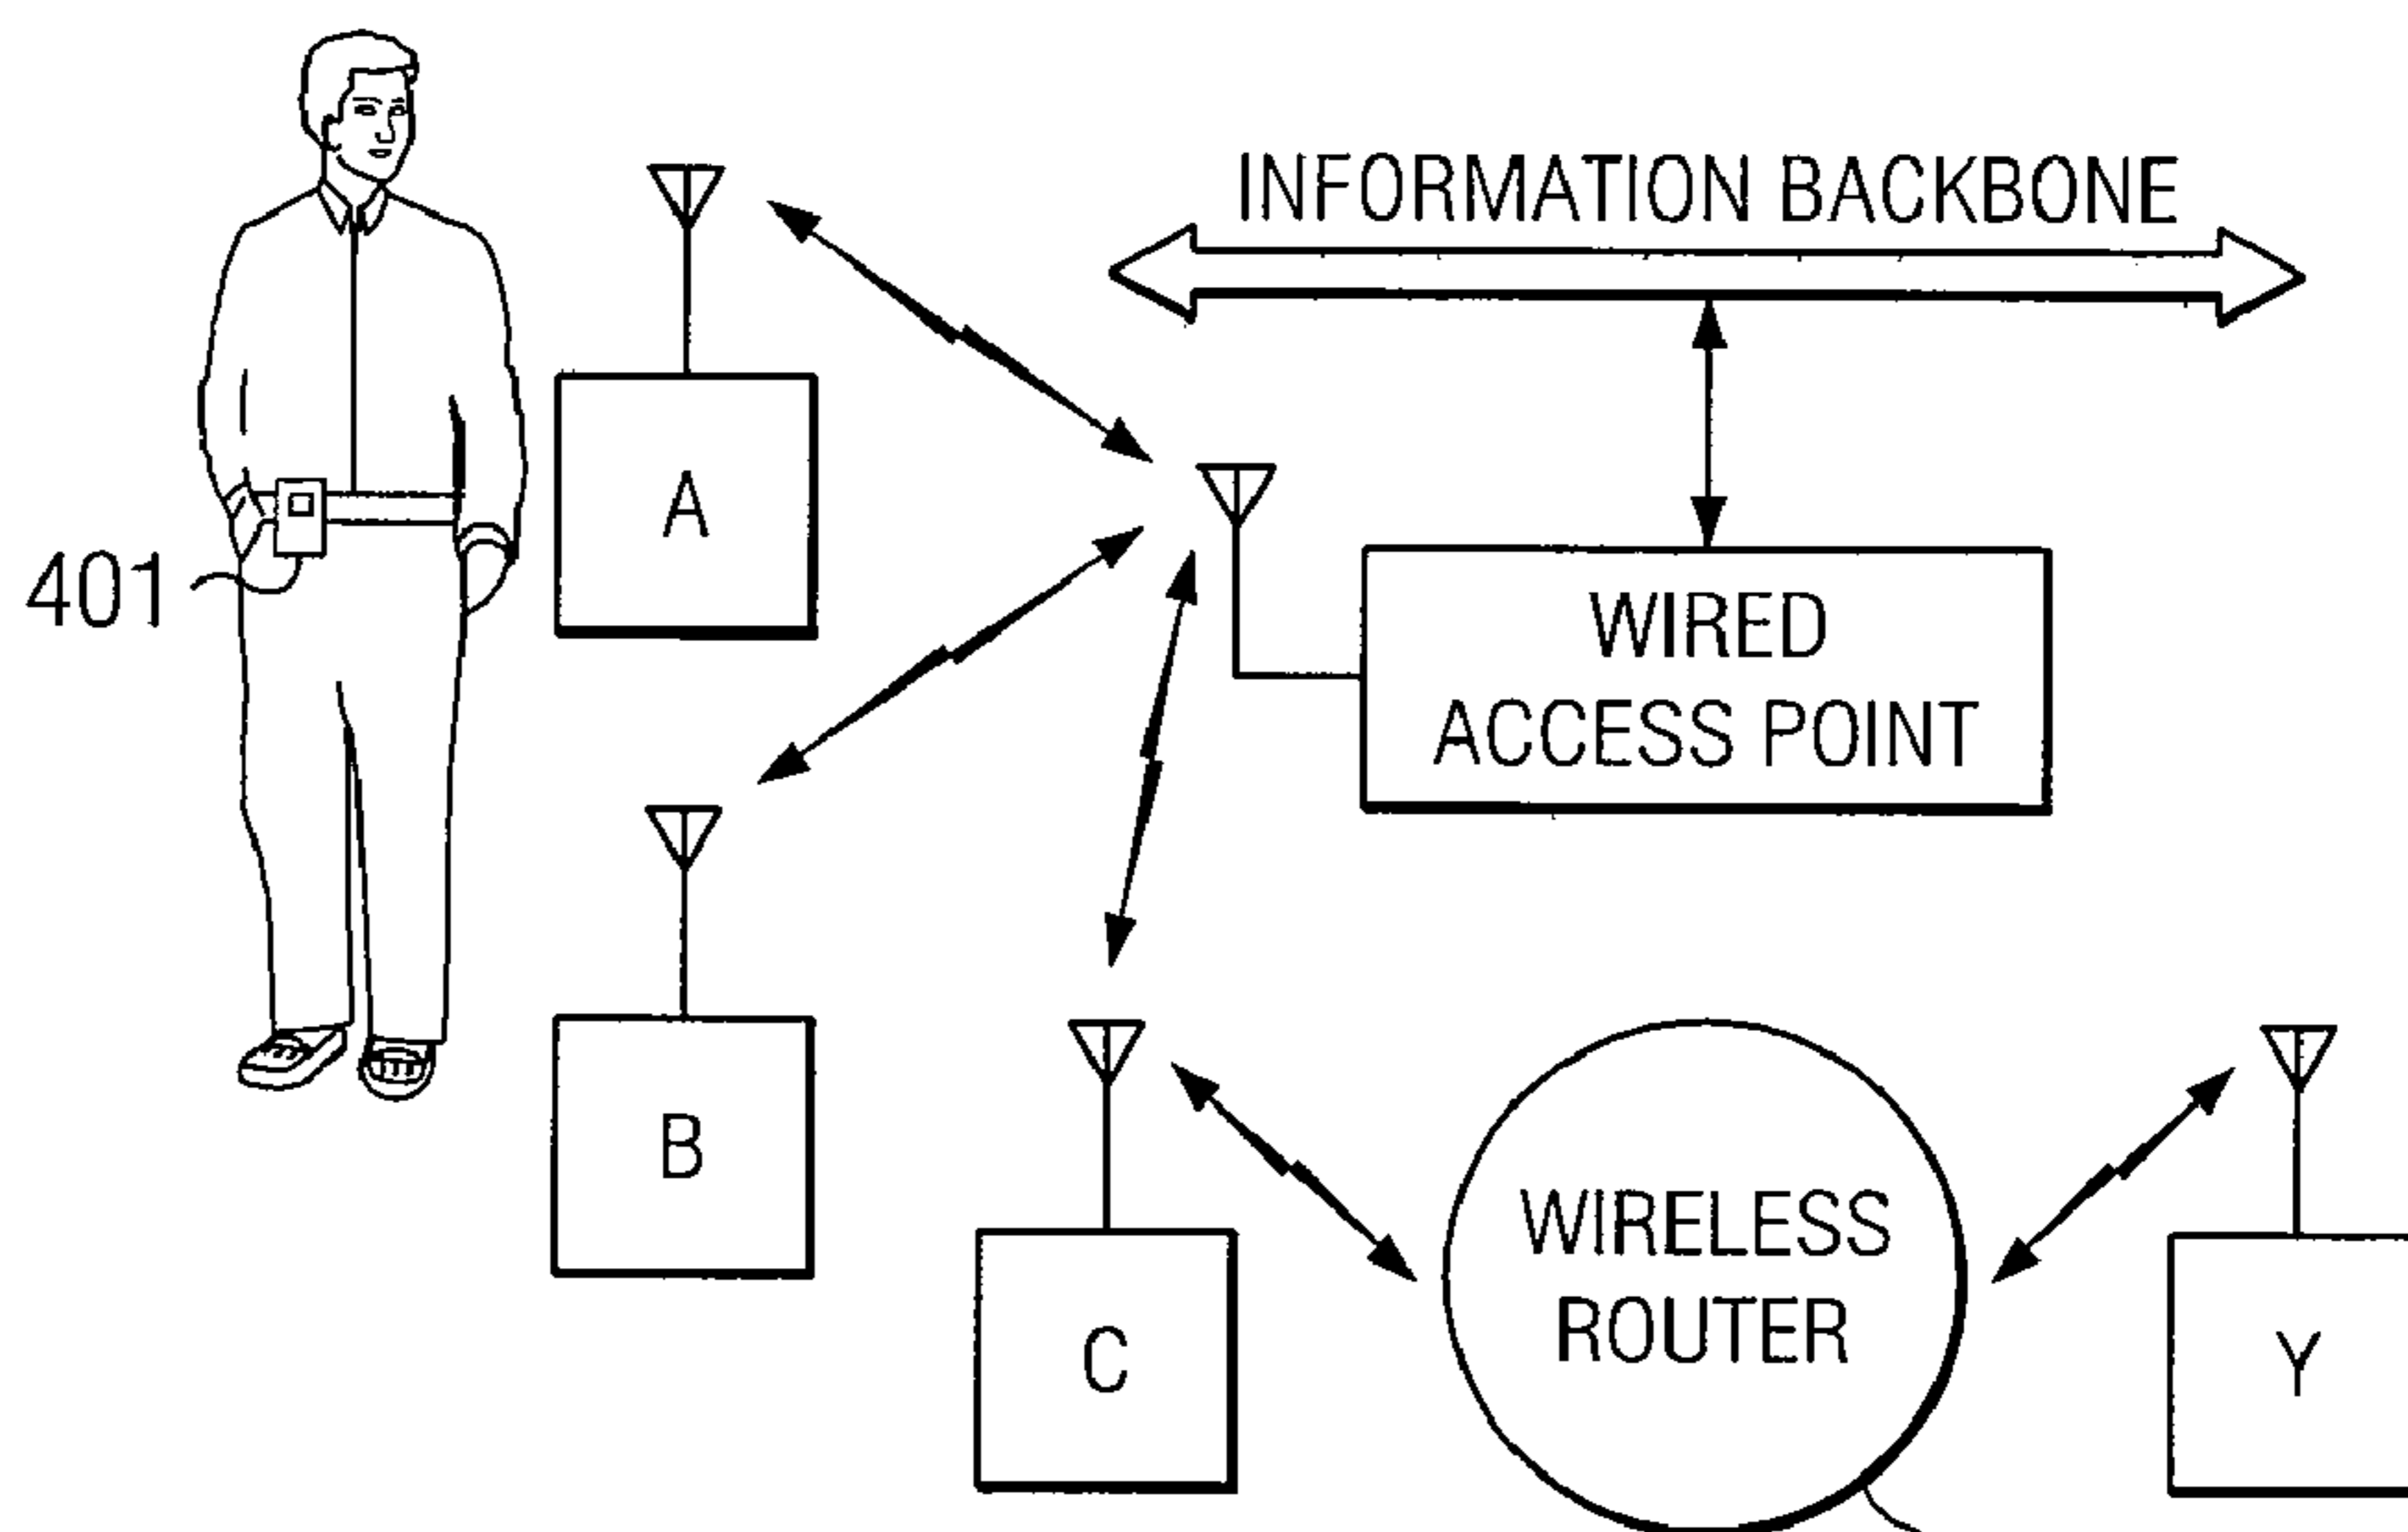 INFORMATION BACKBONE
A
401
WIRED
ACCESS POINT
B
C
WIRELESS
ROUTER
Y